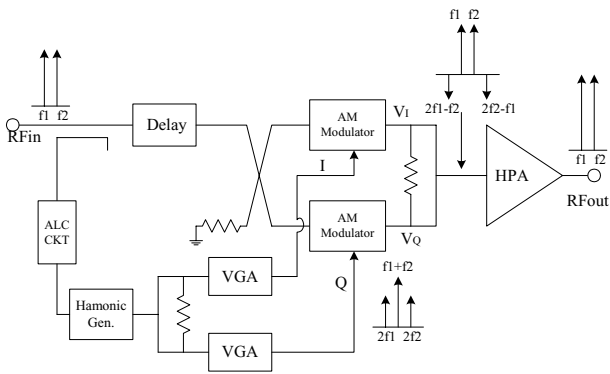 f1 f2
f1 f2
2f1-f2 2f2-f1
RFin
Delay
AM
Modulator
VI
HPA
f1 f2
RFout
I
AM
Modulator
VQ
ALC
CKT
VGA
Q
f1+f2
2f1 2f2
Hamonic
Gen.
VGA